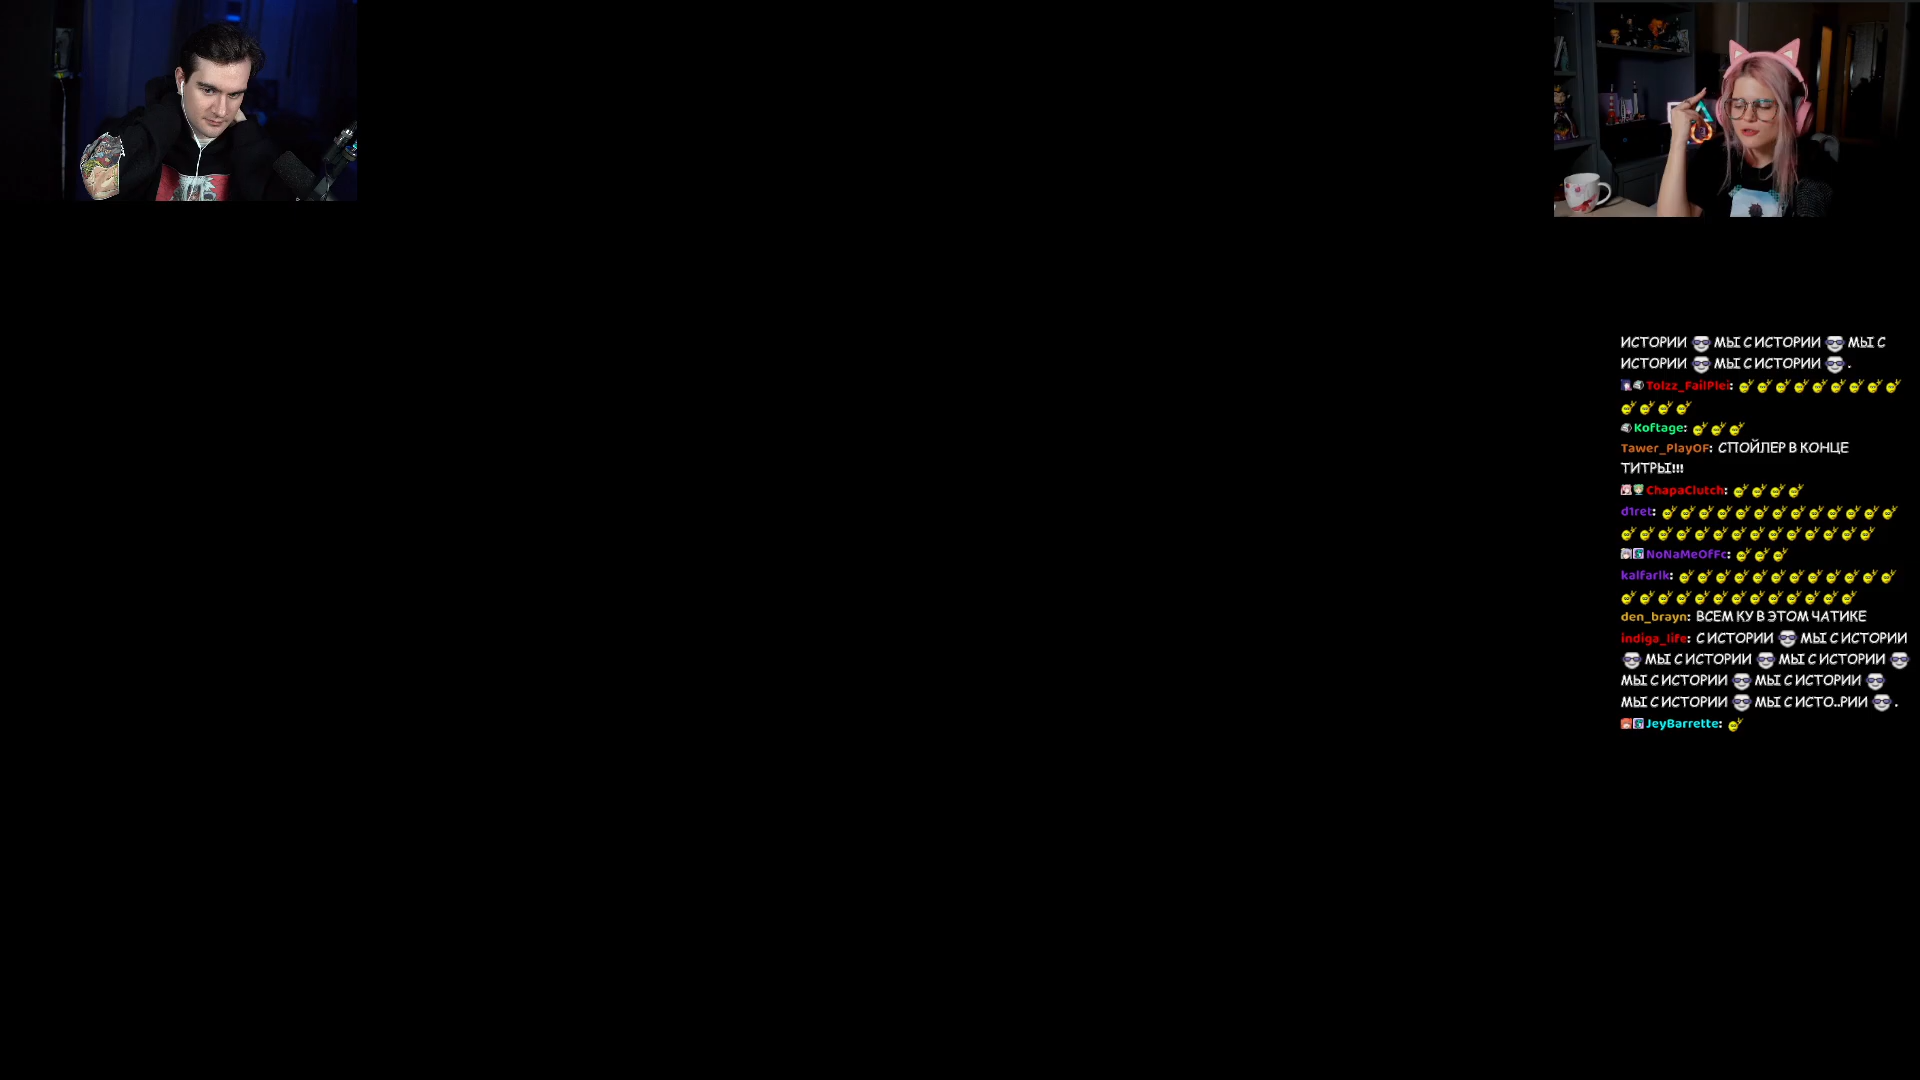 ИСТОРИИ МЫ С ИСТОРИИ МЫ С
ИСТОРИИ МЫ С ИСТОРИИ .
Tolzz_FailPlei:
Koftage:
Tawer_PlayOF: СПОЙЛЕР В КОНЦЕ
ТИТРЫ!!!
ChapaClutch:
d1ret:
NoNaMeOfFc:
kalfarik:
den_brayn: ВСЕМ КУ В ЭТОМ ЧАТИКЕ
indiga_life: С ИСТОРИИ МЫ С ИСТОРИИ
МЫ С ИСТОРИИ МЫ С ИСТОРИИ
МЫ С ИСТОРИИ МЫ С ИСТОРИИ
МЫ С ИСТОРИИ МЫ С ИСТО..РИИ .
JeyBarrette: